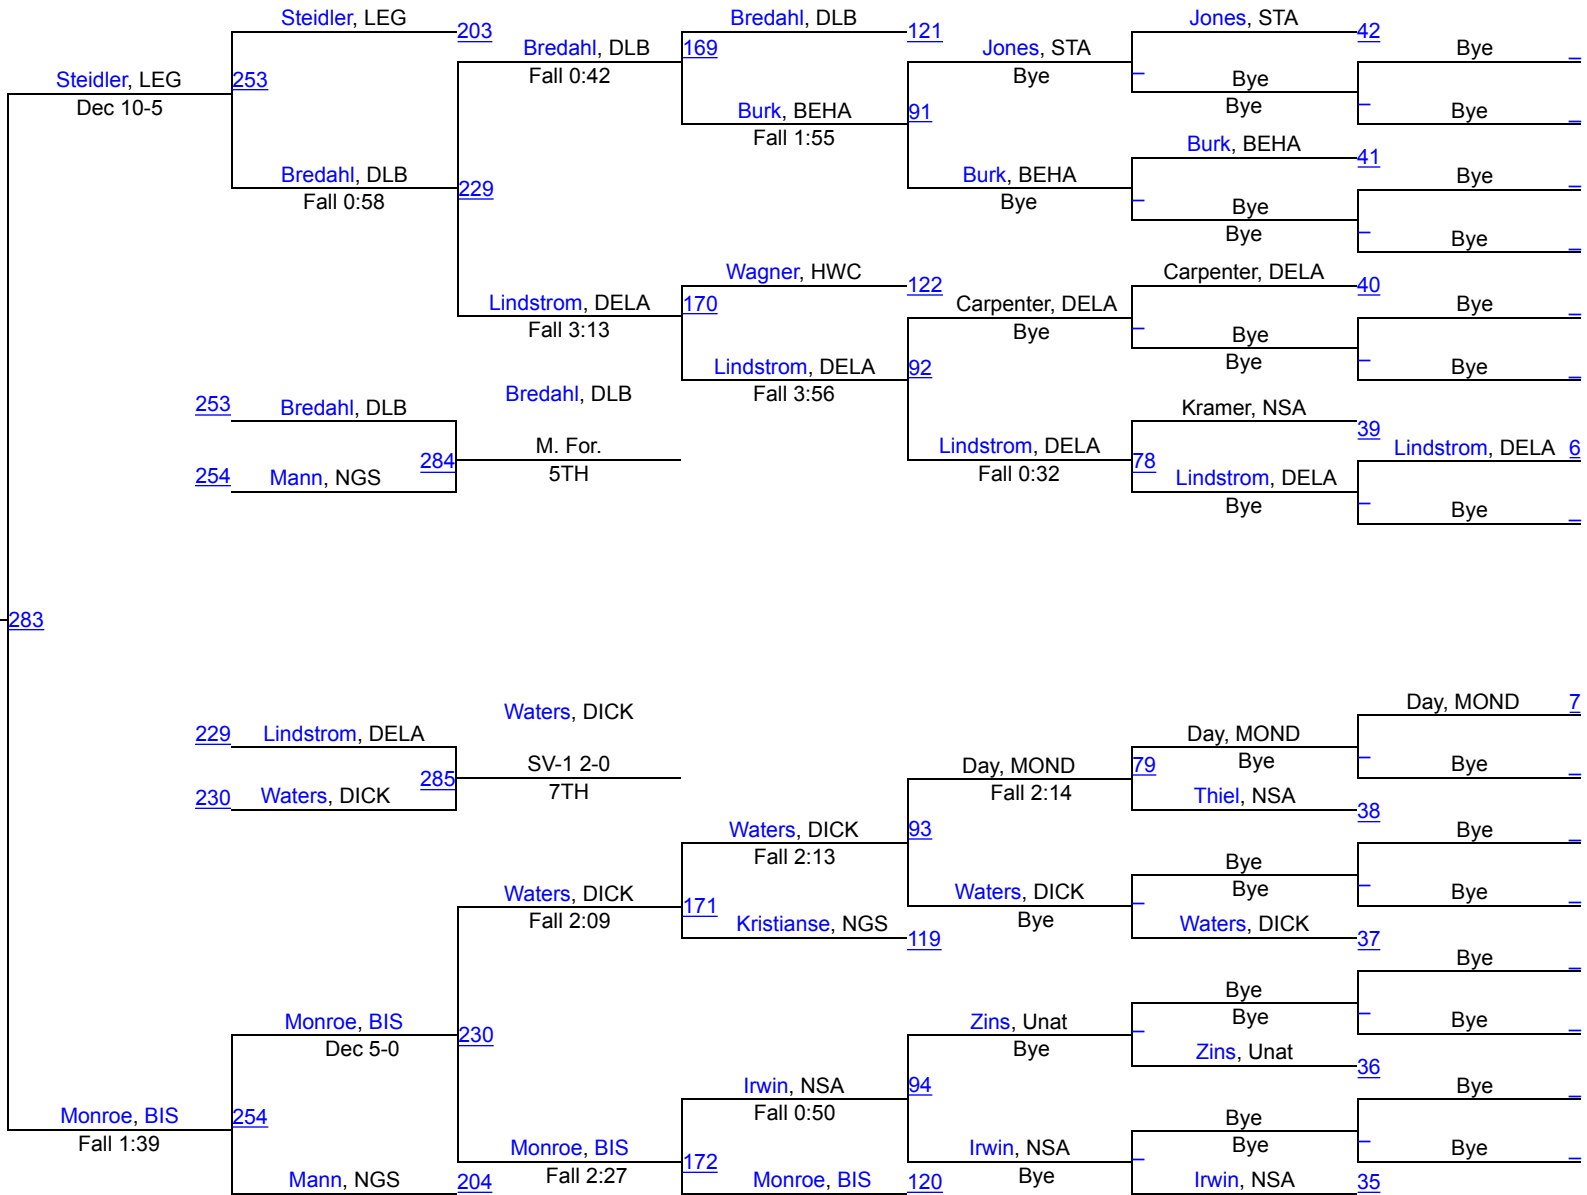 Steidler, LEG
203
Bredahl, DLB
Fall 0:42
169
Bredahl, DLB
121
Jones, STA
Bye
Jones, STA
42
Bye
Steidler, LEG
Dec 10-5
253
Bye
Bye
Bye
Burk, BEHA
Fall 1:55
91
Burk, BEHA
41
Bredahl, DLB
Fall 0:58
229
Burk, BEHA
Bye
Bye
Bye
Bye
Bye
Wagner, HWC
122
Carpenter, DELA
40
Lindstrom, DELA
Fall 3:13
170
Carpenter, DELA
Bye
Bye
Bye
Bye
Bye
Lindstrom, DELA
Fall 3:56
92
253
Bredahl, DLB
Bredahl, DLB
Kramer, NSA
39
M. For.
5TH
284
254
Mann, NGS
Lindstrom, DELA
Fall 0:32
78
Lindstrom, DELA
6
Lindstrom, DELA
Bye
Bye
283
Day, MOND
7
Waters, DICK
229
Lindstrom, DELA
Day, MOND
Bye
SV-1 2-0
7TH
285
230
Waters, DICK
Day, MOND
Fall 2:14
79
Bye
Thiel, NSA
38
Waters, DICK
Fall 2:13
93
Bye
Bye
Bye
Waters, DICK
Fall 2:09
171
Waters, DICK
Bye
Bye
Kristianse, NGS
119
Waters, DICK
37
Bye
Bye
Bye
Monroe, BIS
Dec 5-0
230
Zins, Unat
Bye
Bye
Zins, Unat
36
Irwin, NSA
Fall 0:50
94
Bye
Monroe, BIS
Fall 1:39
254
Bye
Bye
Monroe, BIS
Fall 2:27
172
Irwin, NSA
Bye
Bye
Mann, NGS
204
Monroe, BIS
120
Irwin, NSA
35